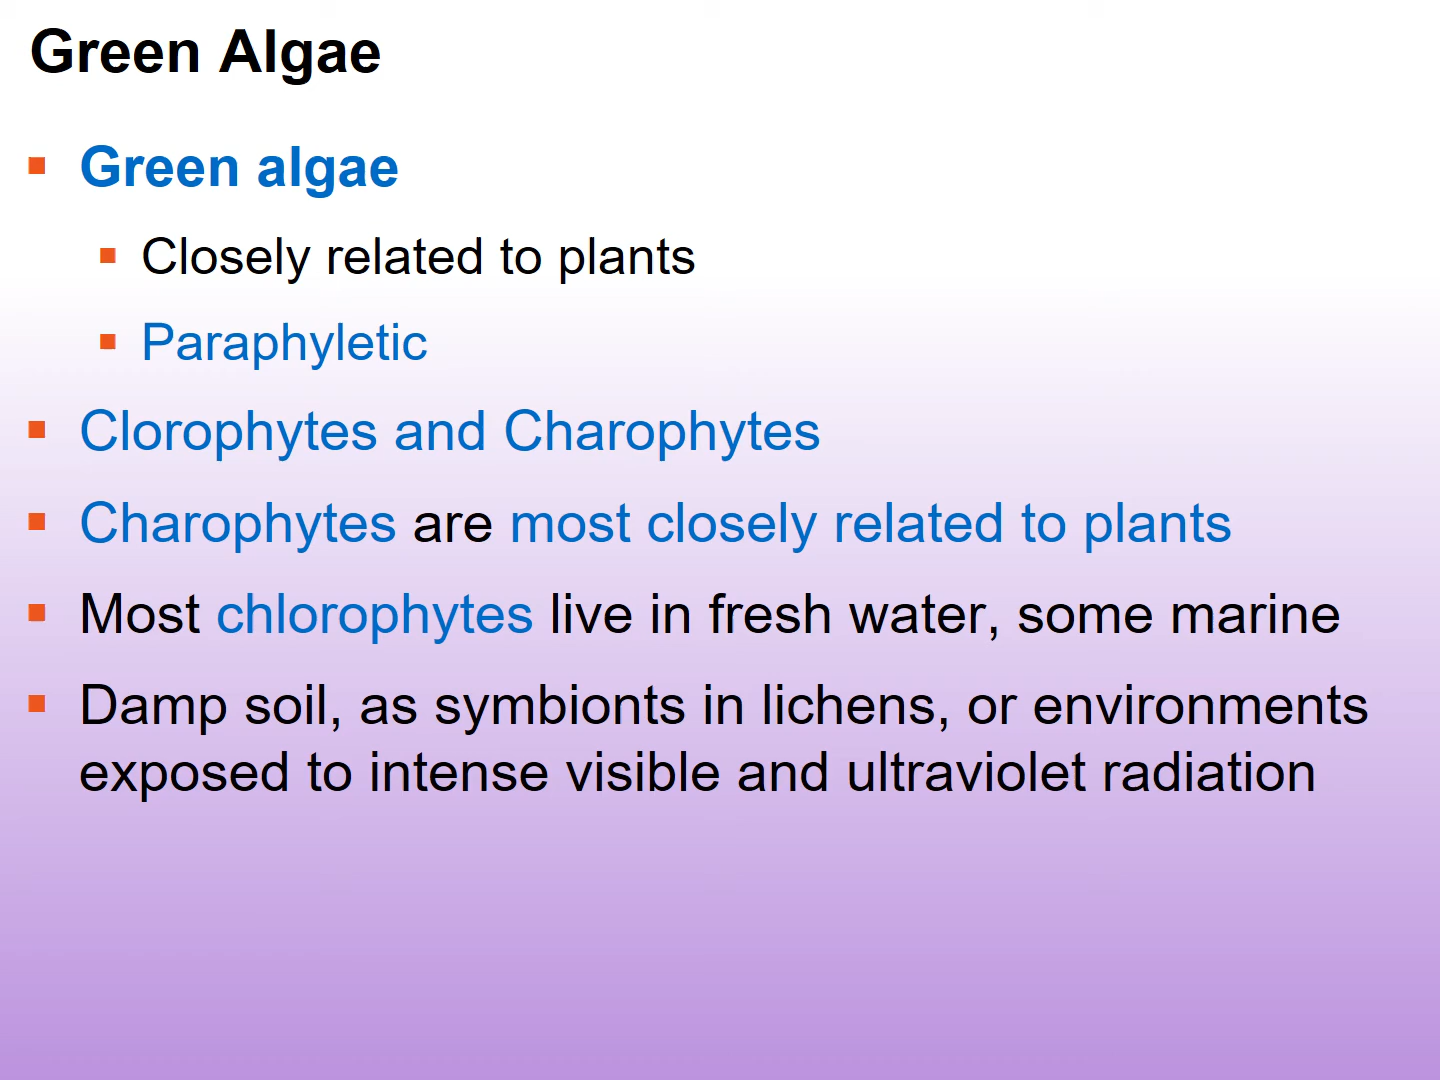 Green Algae
Green algae
Closely related to plants
Paraphyletic
Clorophytes and Charophytes
Charophytes are most closely related to plants
Most chlorophytes live in fresh water, some marine
Damp soil, as symbionts in lichens, or environments
exposed to intense visible and ultraviolet radiation